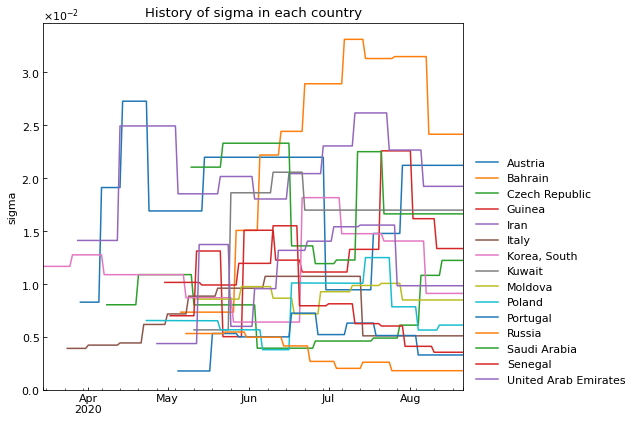 History of sigma in each country
×10⁻²
3.0
2.5
2.0
1.5
1.0
0.5
0.0
sigma
Apr
2020
May
Jun
Jul
Aug
Austria
Bahrain
Czech Republic
Guinea
Iran
Italy
Korea, South
Kuwait
Moldova
Poland
Portugal
Russia
Saudi Arabia
Senegal
United Arab Emirates